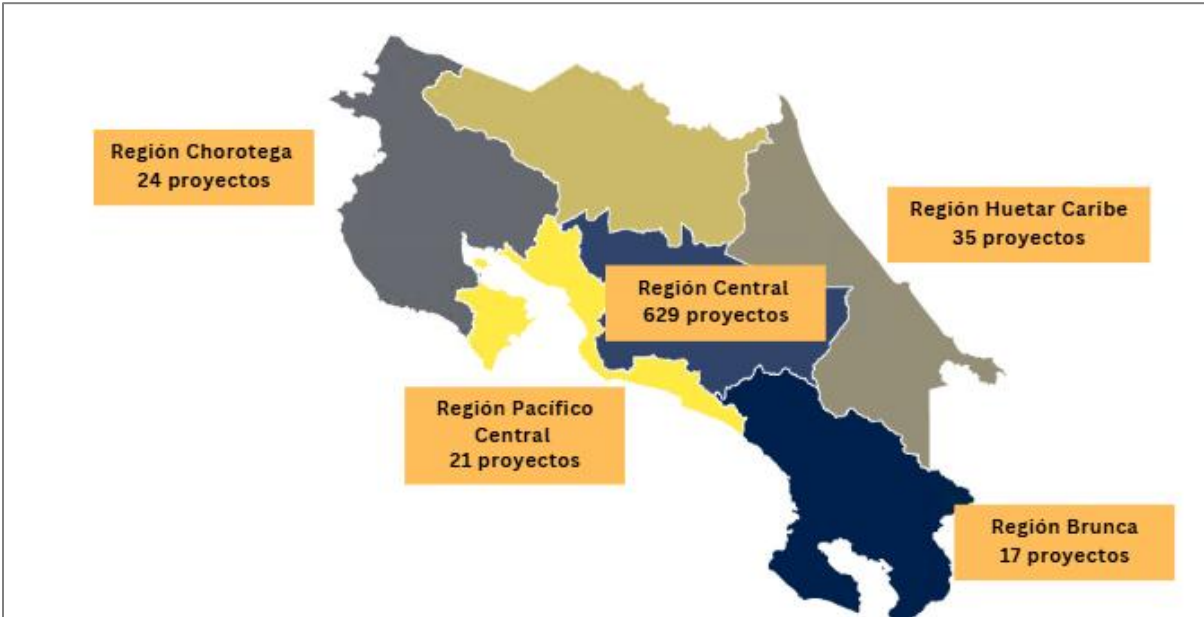 Región Chorotega
24 proyectos
Región Huetar Caribe
35 proyectos
Región Central
629 proyectos
Región Pacífico
Central
21 proyectos
Región Brunca
17 proyectos